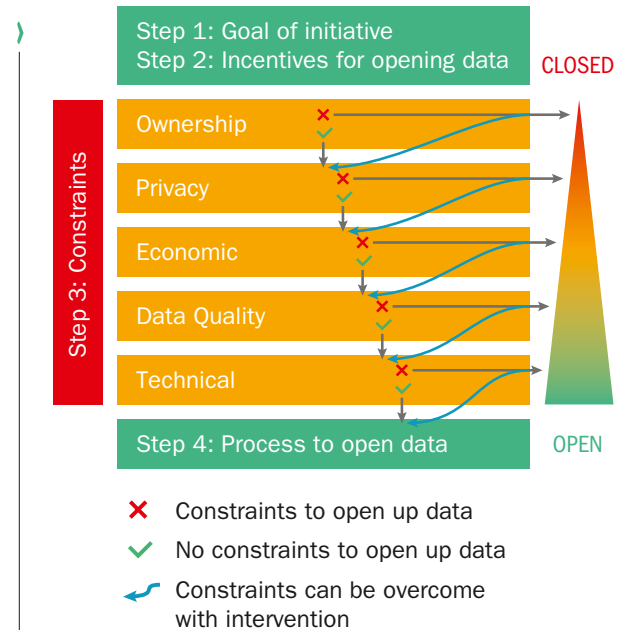 Step 1: Goal of initiative
Step 2: Incentives for opening data
CLOSED
Step 3: Constraints
Ownership
Privacy
Economic
Data Quality
Technical
Step 4: Process to open data
OPEN
Constraints to open up data
No constraints to open up data
Constraints can be overcome
with intervention